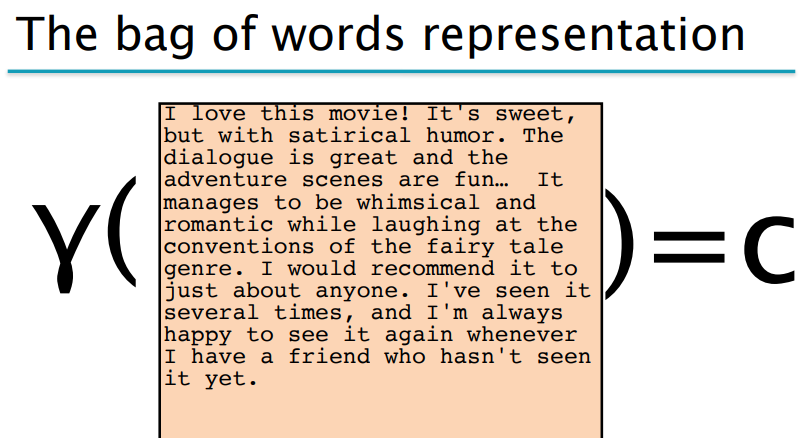 The bag of words representation
γ(
I love this movie! It's sweet,
but with satirical humor. The
dialogue is great and the
adventure scenes are fun… It
manages to be whimsical and
romantic while laughing at the
conventions of the fairy tale
genre. I would recommend it to
just about anyone. I've seen it
several times, and I'm always
happy to see it again whenever
I have a friend who hasn't seen
it yet.
)=c